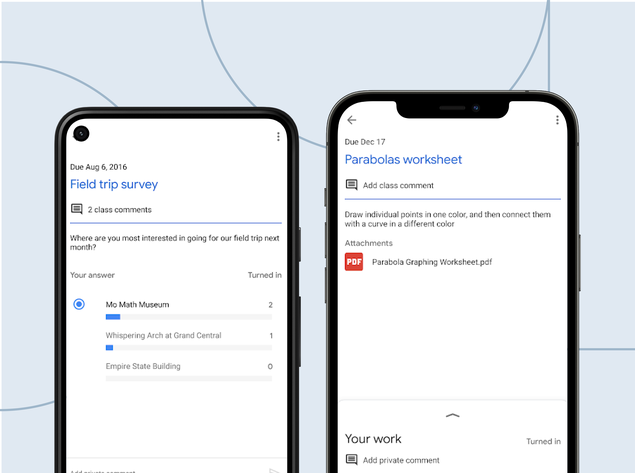 Due Aug 6, 2016
Field trip survey
2 class comments
Where are you most interested in going for our field trip next
month?
Your answer Turned in
Mo Math Museum 2
Whispering Arch at Grand Central 1
Empire State Building 0
Add private comment
Due Dec 17
Parabolas worksheet
Add class comment
Draw individual points in one color, and then connect them
with a curve in a different color
Attachments
PDF Parabola Graphing Worksheet.pdf
Your work Turned in
Add private comment